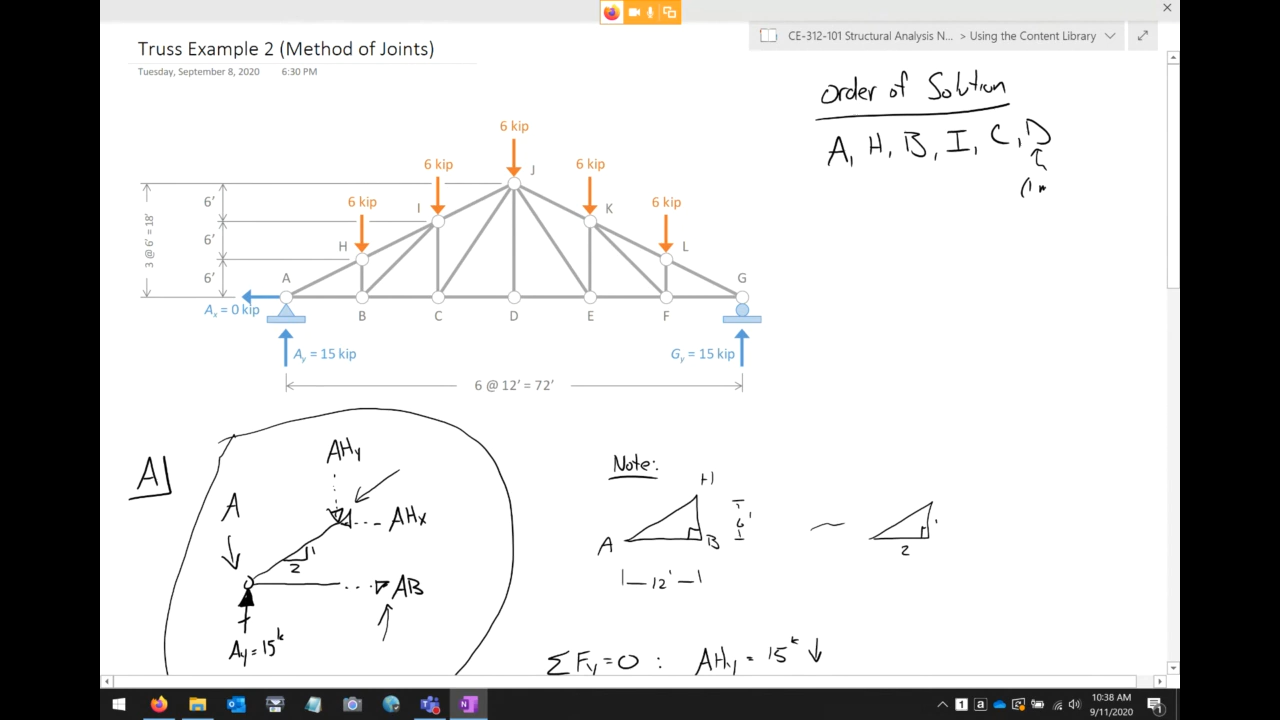 Truss Example 2 (Method of Joints)
Tuesday, September 8, 2020 6:30 PM
CE-312-101 Structural Analysis N... > Using the Content Library
Order of Solution
A, H, B, I, C, D
(1
6 kip
J
6 kip
6 kip
I
K
6 kip
6 kip
H
L
3 @ 6' = 18'
6'
6'
6'
A
G
Ax = 0 kip
B
C
D
E
F
Ay = 15 kip
Gy = 15 kip
6 @ 12' = 72'
A
AHy
A
AHx
1
2
AB
Ay = 15k
Note:
H
6'
A
B
12'
~
1
2
ΣFy = 0 : AHy = 15k ↓
10:38 AM
9/11/2020